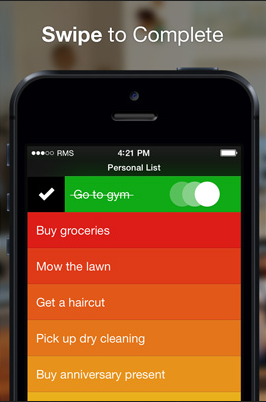 Swipe to Complete
RMS 4:21 PM
Personal List
Go to gym
Buy groceries
Mow the lawn
Get a haircut
Pick up dry cleaning
Buy anniversary present